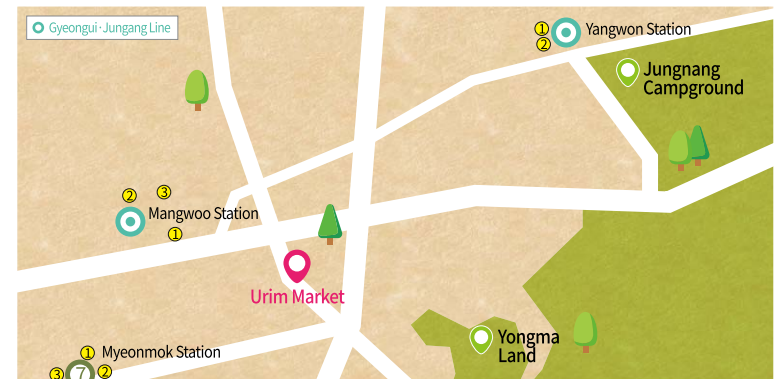 Gyeongui·Jungang Line
1
2
Yangwon Station
Jungnang
Campground
2
3
Mangwoo Station
1
Urim Market
1
Myeonmok Station
3
7
2
Yongma
Land